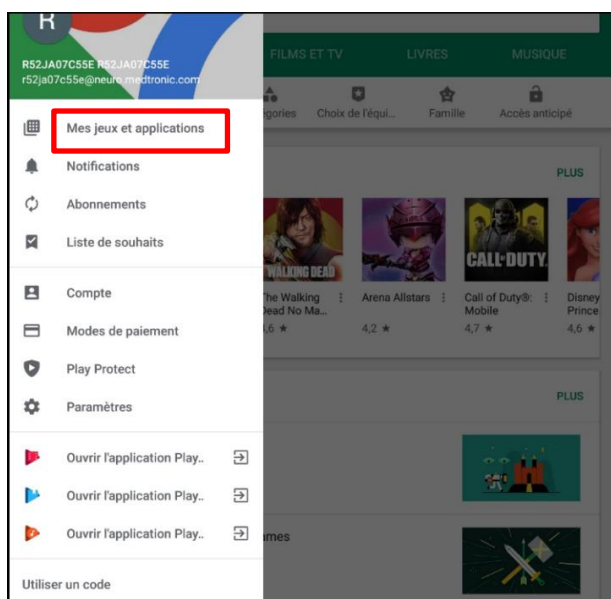 R
R52JA07C55E R52JA07C55E
r52ja07c55e@neuro.medtronic.com
Mes jeux et applications
Notifications
Abonnements
Liste de souhaits
Compte
Modes de paiement
Play Protect
Paramètres
Ouvrir l'application Play..
Ouvrir l'application Play..
Ouvrir l'application Play..
Utiliser un code
FILMS ET TV LIVRES MUSIQUE
égories Choix de l'équi... Famille Accès anticipé
PLUS
WALKING DEAD
CALL OF DUTY
The Walking Arena Allstars Call of Duty®: Disney
Dead No Ma... Mobile Prince
4,6 ★ 4,2 ★ 4,7 ★ 4,6 ★
PLUS
ames